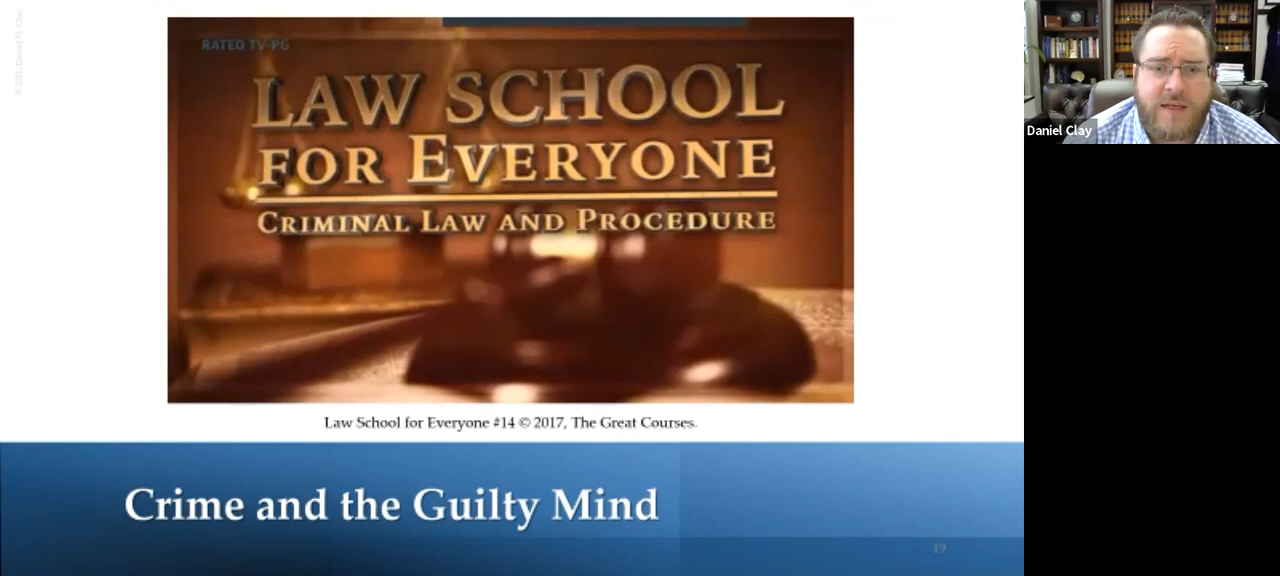 RATED TV-PG
LAW SCHOOL
FOR EVERYONE
CRIMINAL LAW AND PROCEDURE
Law School for Everyone #14 © 2017, The Great Courses.
Crime and the Guilty Mind
19
Daniel Clay